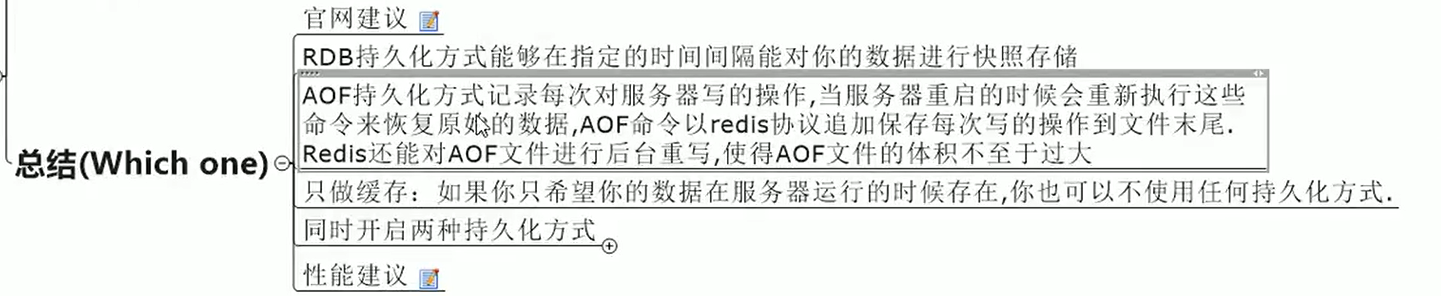 官网建议
RDB持久化方式能够在指定的时间间隔能对你的数据进行快照存储
AOF持久化方式记录每次对服务器写的操作,当服务器重启的时候会重新执行这些
命令来恢复原始的数据,AOF命令以redis协议追加保存每次写的操作到文件末尾.
Redis还能对AOF文件进行后台重写,使得AOF文件的体积不至于过大
总结(Which one)
只做缓存：如果你只希望你的数据在服务器运行的时候存在,你也可以不使用任何持久化方式.
同时开启两种持久化方式
性能建议